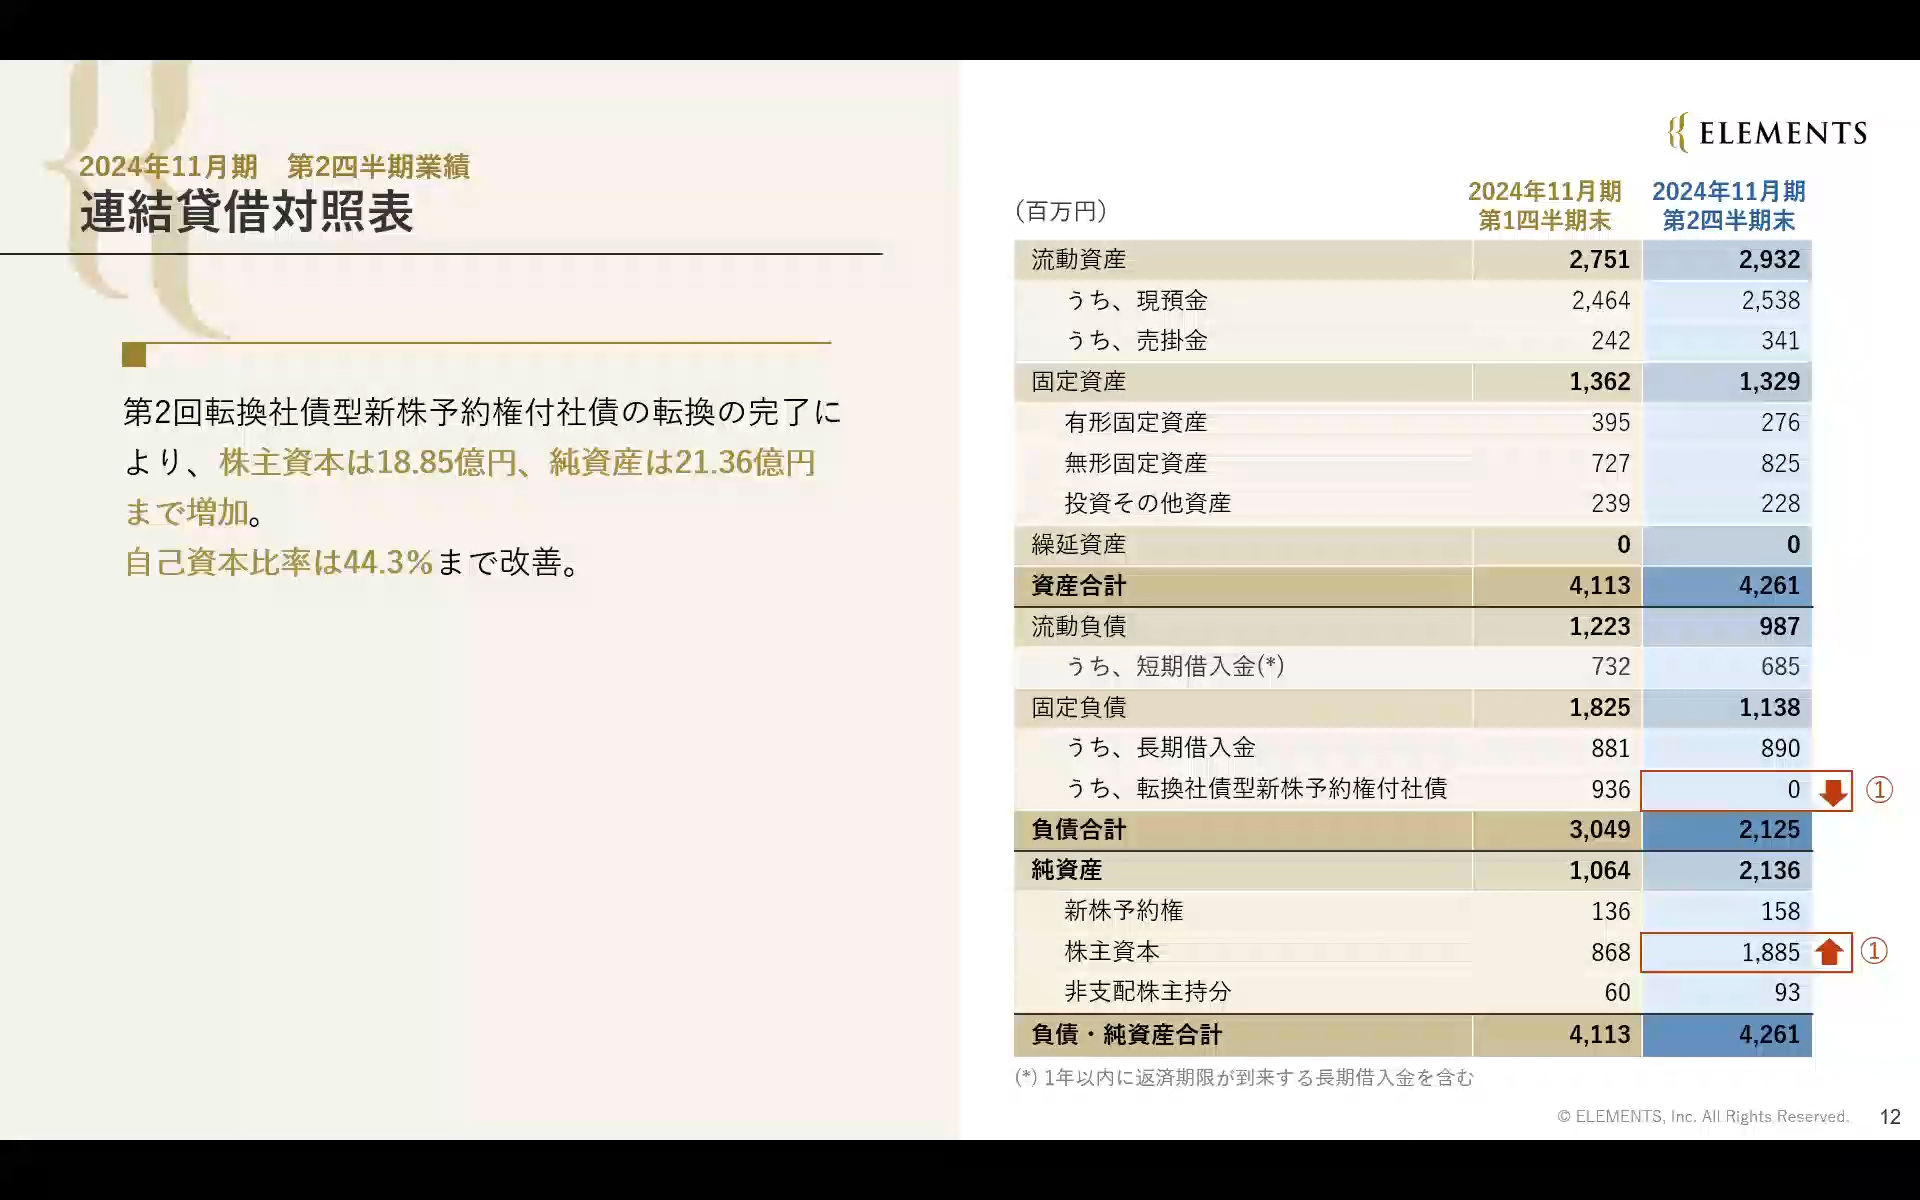 2024年11月期　第2四半期業績
連結貸借対照表
第2回転換社債型新株予約権付社債の転換の完了に
より、株主資本は18.85億円、純資産は21.36億円
まで増加。
自己資本比率は44.3%まで改善。
ELEMENTS
(百万円) 2024年11月期 第1四半期末 2024年11月期 第2四半期末
流動資産 2,751 2,932
うち、現預金 2,464 2,538
うち、売掛金 242 341
固定資産 1,362 1,329
有形固定資産 395 276
無形固定資産 727 825
投資その他資産 239 228
繰延資産 0 0
資産合計 4,113 4,261
流動負債 1,223 987
うち、短期借入金(*) 732 685
固定負債 1,825 1,138
うち、長期借入金 881 890
うち、転換社債型新株予約権付社債 936 0 ①
負債合計 3,049 2,125
純資産 1,064 2,136
新株予約権 136 158
株主資本 868 1,885 ①
非支配株主持分 60 93
負債・純資産合計 4,113 4,261
(*) 1年以内に返済期限が到来する長期借入金を含む
© ELEMENTS, Inc. All Rights Reserved. 12